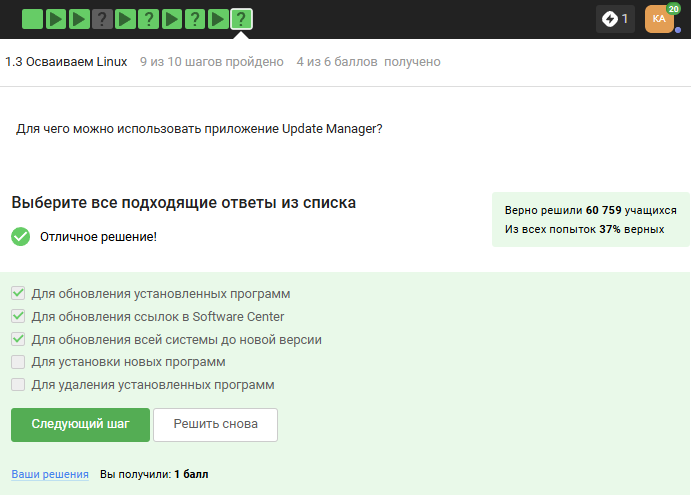 ? ? ? ?
1
KA
20
1.3 Осваиваем Linux 9 из 10 шагов пройдено 4 из 6 баллов получено
Для чего можно использовать приложение Update Manager?
Выберите все подходящие ответы из списка
Отличное решение!
Верно решили 60 759 учащихся
Из всех попыток 37% верных
Для обновления установленных программ
Для обновления ссылок в Software Center
Для обновления всей системы до новой версии
Для установки новых программ
Для удаления установленных программ
Следующий шаг
Решить снова
Ваши решения Вы получили: 1 балл